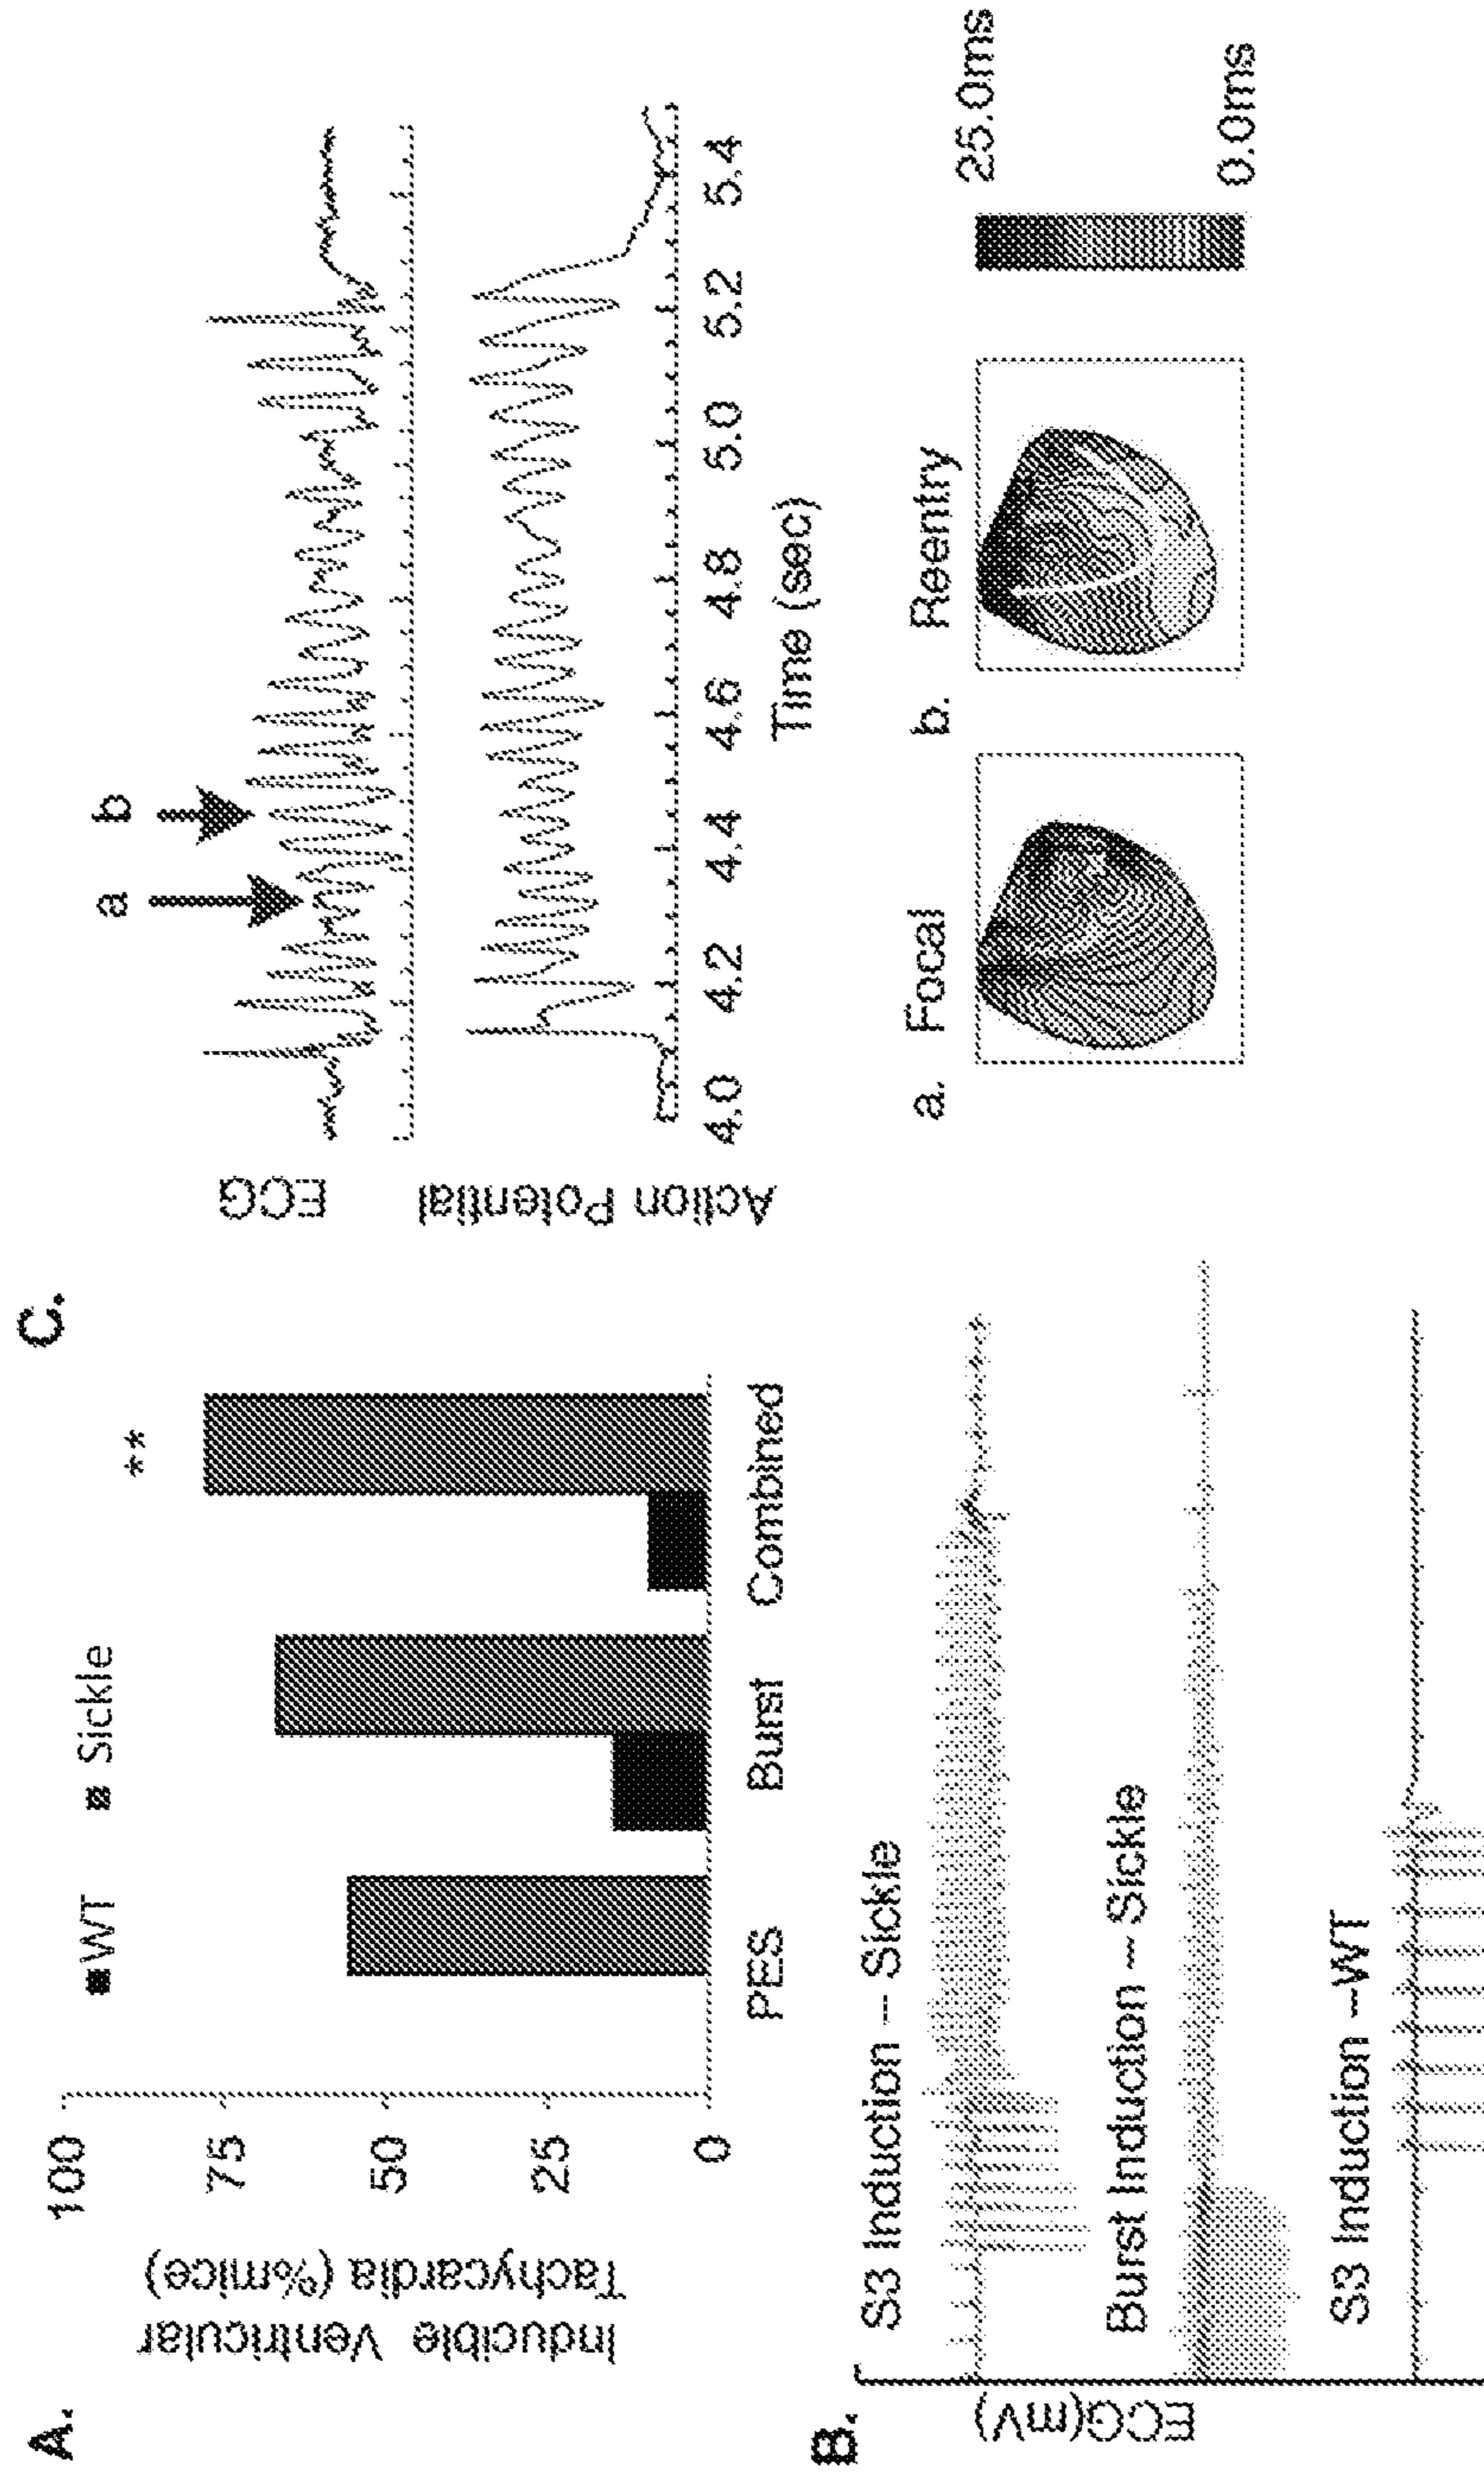 A.
Inducible Ventricular
Tachycardia (%mice)
100
75
50
25
0
WT
Sickle
**
PES
Burst
Combined
B.
ECG(mV)
S3 Induction – Sickle
Burst Induction – Sickle
S3 Induction –WT
C.
a
b
ECG
Action Potential
4.0
4.2
4.4
4.6
4.8
5.0
5.2
5.4
Time (sec)
a. Focal
b. Reentry
25.0ms
0.0ms